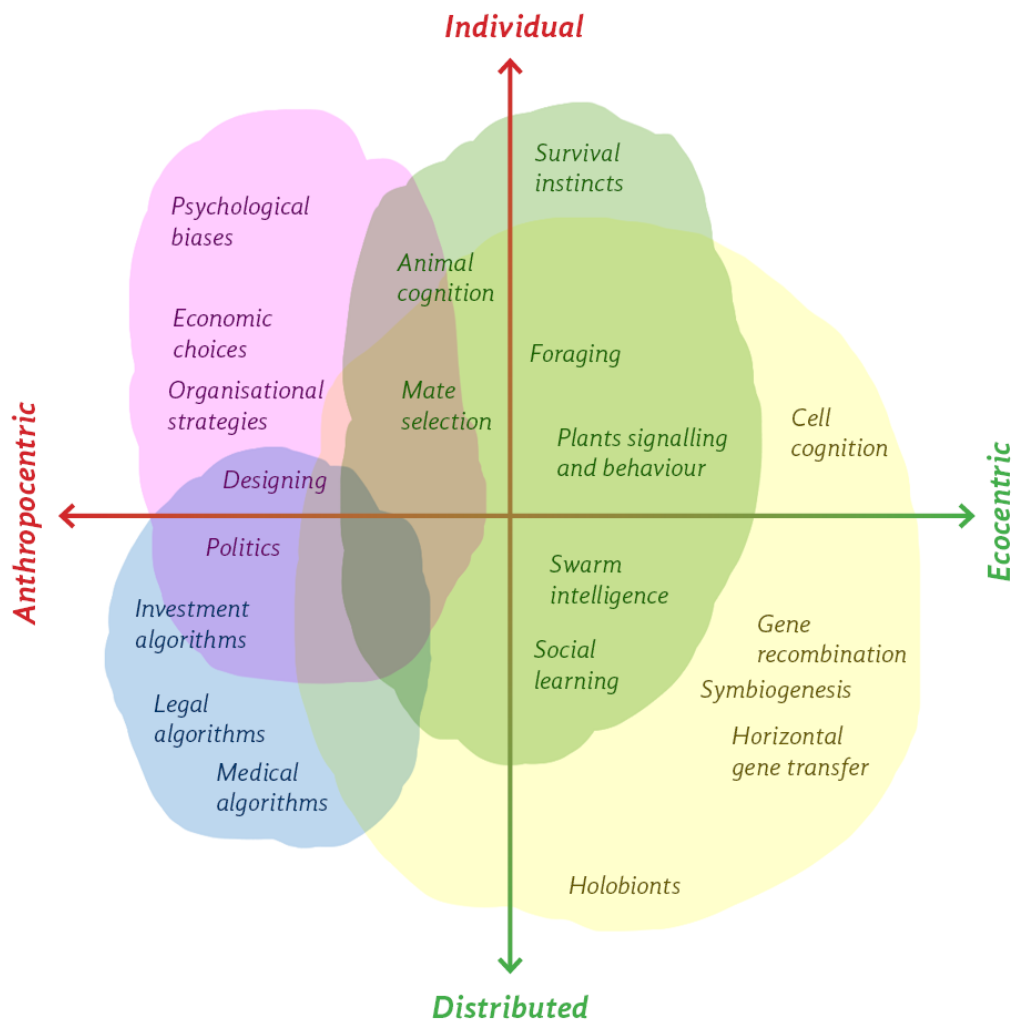 Individual
Survival
instincts
Psychological
biases
Animal
cognition
Economic
choices
Foraging
Organisational
strategies
Mate
selection
Cell
cognition
Plants signalling
and behaviour
Designing
Anthropocentric
Ecocentric
Politics
Swarm
intelligence
Investment
algorithms
Gene
recombination
Social
learning
Symbiogenesis
Legal
algorithms
Horizontal
gene transfer
Medical
algorithms
Holobionts
Distributed